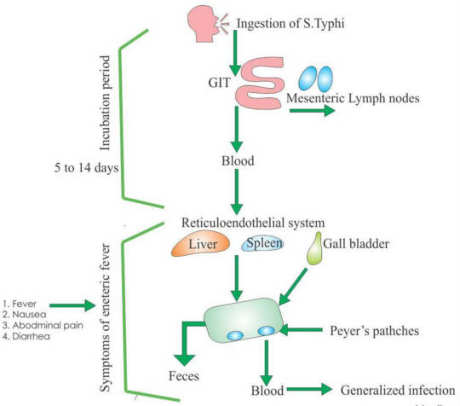 Ingestion of S.Typhi
GIT
Mesenteric Lymph nodes
Incubation period
Blood
5 to 14 days
Reticuloendothelial system
Liver
Spleen
Gall bladder
Symptoms of eneteric fever
1. Fever
2. Nausea
3. Abodminal pain
4. Diarrhea
Peyer's pathches
Feces
Blood
Generalized infection